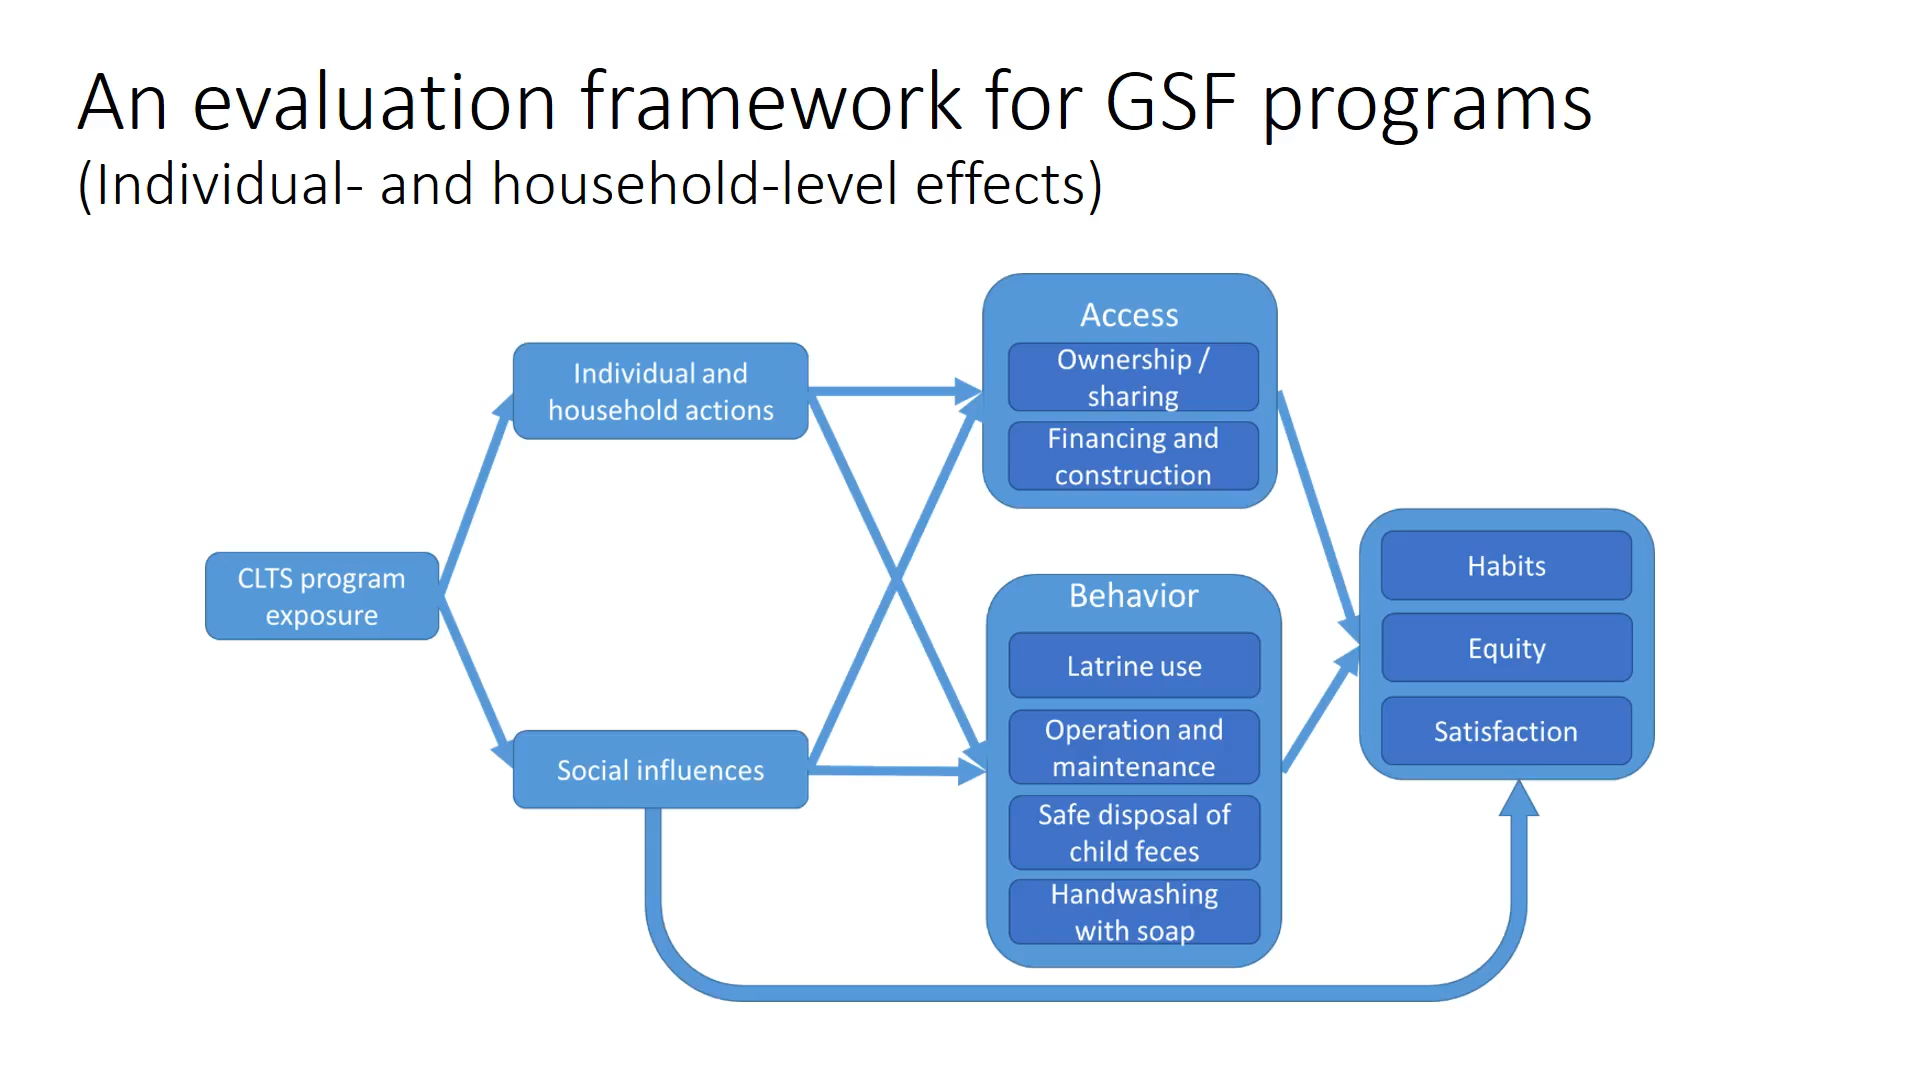 An evaluation framework for GSF programs
(Individual- and household-level effects)
CLTS program
exposure
Individual and
household actions
Social influences
Access
Ownership /
sharing
Financing and
construction
Behavior
Latrine use
Operation and
maintenance
Safe disposal of
child feces
Handwashing
with soap
Habits
Equity
Satisfaction